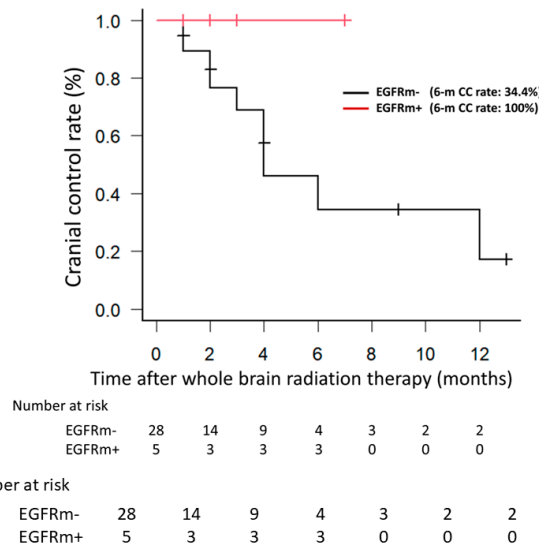 Cranial control rate (%)
1.0
0.8
0.6
0.4
0.2
0.0
EGFRm- (6-m CC rate: 34.4%)
EGFRm+ (6-m CC rate: 100%)
0 2 4 6 8 10 12
Time after whole brain radiation therapy (months)
Number at risk
EGFRm- 28 14 9 4 3 2 2
EGFRm+ 5 3 3 3 0 0 0
er at risk
EGFRm- 28 14 9 4 3 2 2
EGFRm+ 5 3 3 3 0 0 0